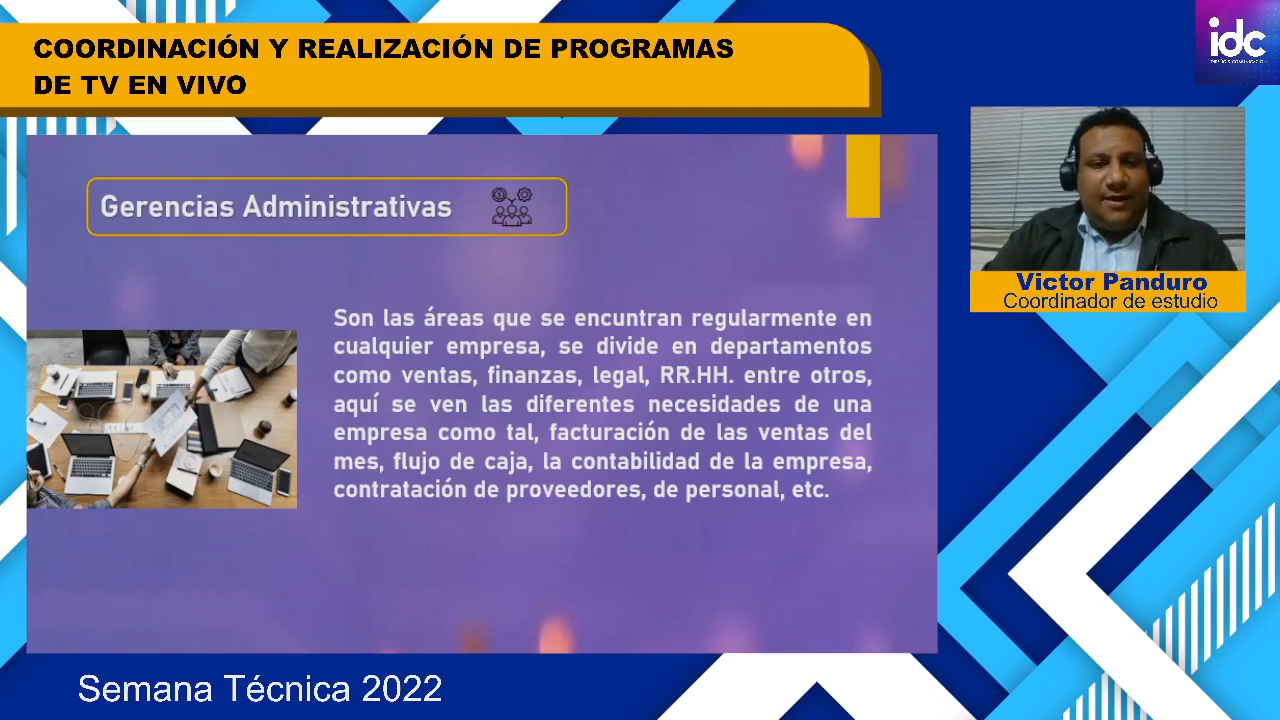 COORDINACIÓN Y REALIZACIÓN DE PROGRAMAS
DE TV EN VIVO
idc
Gerencias Administrativas
Son las áreas que se encuntran regularmente en
cualquier empresa, se divide en departamentos
como ventas, finanzas, legal, RR.HH. entre otros,
aquí se ven las diferentes necesidades de una
empresa como tal, facturación de las ventas del
mes, flujo de caja, la contabilidad de la empresa,
contratación de proveedores, de personal, etc.
Victor Panduro
Coordinador de estudio
Semana Técnica 2022